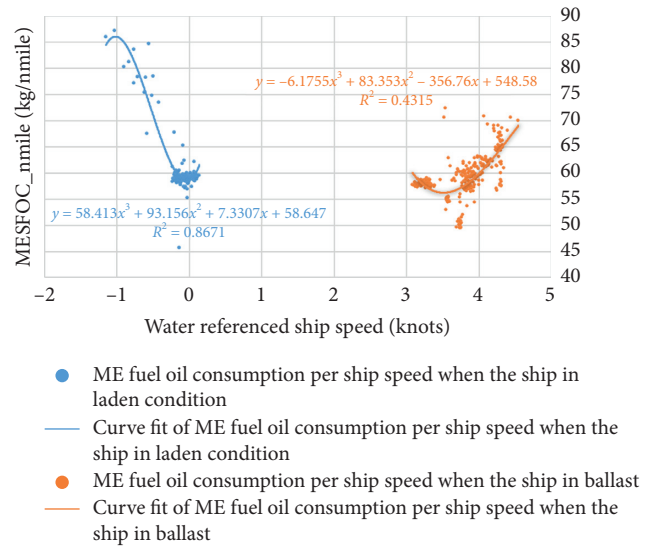 90
85
80
75
70
65
60
55
50
45
40
MESFOC_nmile (kg/nmile)
y = –6.1755x³ + 83.353x² – 356.76x + 548.58
R² = 0.4315
y = 58.413x³ + 93.156x² + 7.3307x + 58.647
R² = 0.8671
–2 –1 0 1 2 3 4 5
Water referenced ship speed (knots)
ME fuel oil consumption per ship speed when the ship in
laden condition
Curve fit of ME fuel oil consumption per ship speed when the
ship in laden condition
ME fuel oil consumption per ship speed when the ship in ballast
Curve fit of ME fuel oil consumption per ship speed when the
ship in ballast